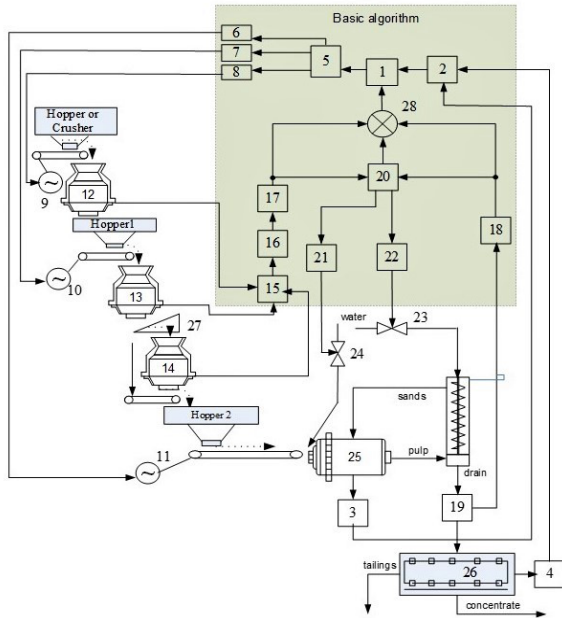 Basic algorithm
6
7
8
5
1
2
28
Hopper or
Crusher
9
12
17
20
18
Hopper1
16
21
22
10
13
15
27
water
23
24
14
sands
Hopper 2
11
25
pulp
drain
3
19
tailings
26
4
concentrate